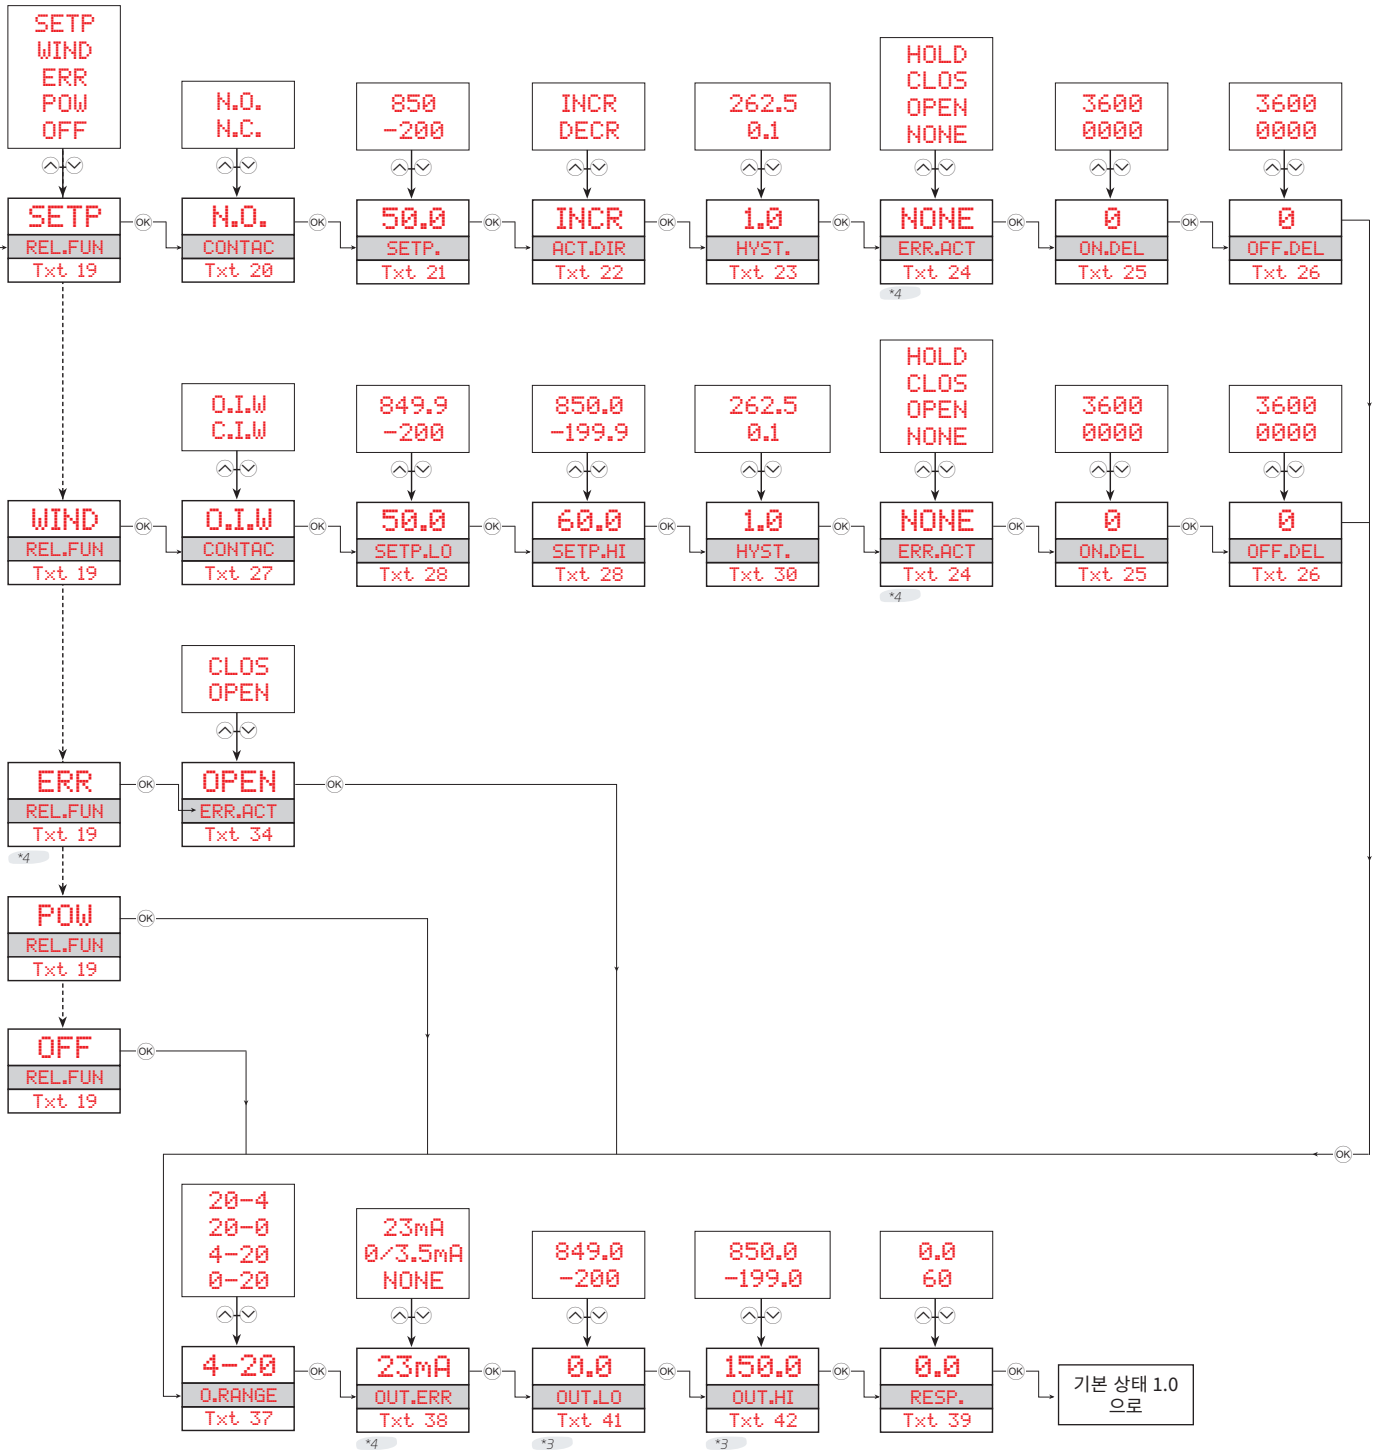 SETP
WIND
ERR
POW
OFF
N.O.
N.C.
850
-200
INCR
DECR
262.5
0.1
HOLD
CLOS
OPEN
NONE
3600
0000
3600
0000
SETP
REL.FUN
Txt 19
OK
N.O.
CONTAC
Txt 20
OK
50.0
SETP.
Txt 21
OK
INCR
ACT.DIR
Txt 22
OK
1.0
HYST.
Txt 23
OK
NONE
ERR.ACT
Txt 24
*4
OK
0
ON.DEL
Txt 25
OK
0
OFF.DEL
Txt 26
O.I.W
C.I.W
849.9
-200
850.0
-199.9
262.5
0.1
HOLD
CLOS
OPEN
NONE
3600
0000
3600
0000
WIND
REL.FUN
Txt 19
OK
O.I.W
CONTAC
Txt 27
OK
50.0
SETP.LO
Txt 28
OK
60.0
SETP.HI
Txt 28
OK
1.0
HYST.
Txt 30
OK
NONE
ERR.ACT
Txt 24
*4
OK
0
ON.DEL
Txt 25
OK
0
OFF.DEL
Txt 26
CLOS
OPEN
ERR
REL.FUN
Txt 19
*4
OK
OPEN
ERR.ACT
Txt 34
OK
POW
REL.FUN
Txt 19
OK
OFF
REL.FUN
Txt 19
OK
OK
20-4
20-0
4-20
0-20
23mA
0/3.5mA
NONE
849.0
-200
850.0
-199.0
0.0
60
4-20
O.RANGE
Txt 37
OK
23mA
OUT.ERR
Txt 38
*4
OK
0.0
OUT.LO
Txt 41
*3
OK
150.0
OUT.HI
Txt 42
*3
OK
0.0
RESP.
Txt 39
OK
기본 상태 1.0
으로